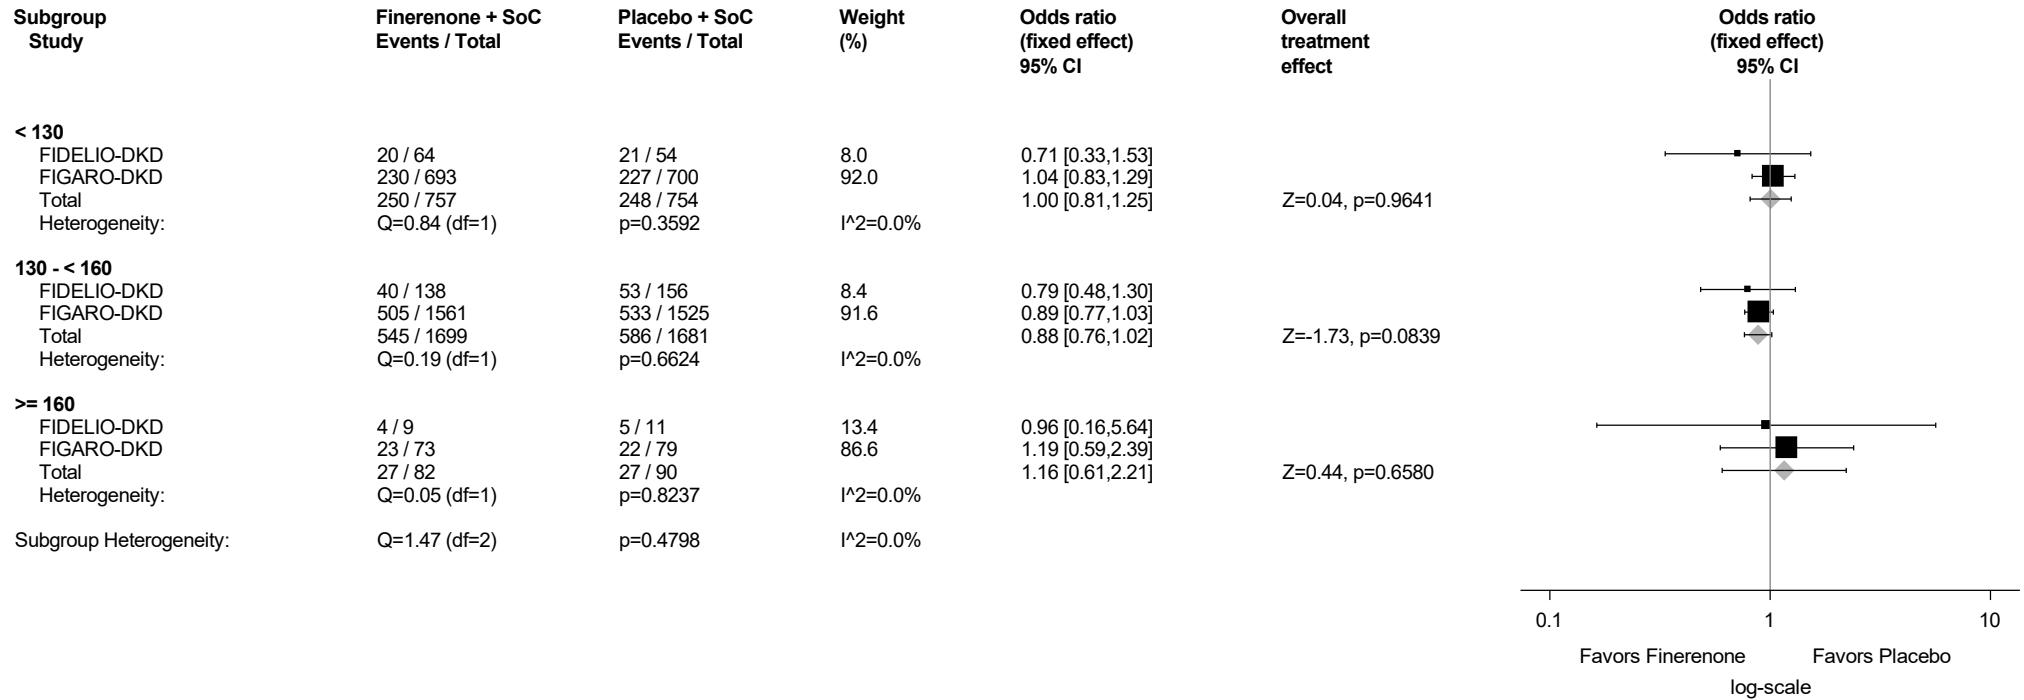 Subgroup Finerenone + SoC Placebo + SoC Weight Odds ratio Overall Odds ratio
Study Events / Total Events / Total (%) (fixed effect) treatment (fixed effect)
95% CI effect 95% CI
< 130
FIDELIO-DKD 20 / 64 21 / 54 8.0 0.71 [0.33,1.53]
FIGARO-DKD 230 / 693 227 / 700 92.0 1.04 [0.83,1.29]
Total 250 / 757 248 / 754 1.00 [0.81,1.25] Z=0.04, p=0.9641
Heterogeneity: Q=0.84 (df=1) p=0.3592 I^2=0.0%
130 - < 160
FIDELIO-DKD 40 / 138 53 / 156 8.4 0.79 [0.48,1.30]
FIGARO-DKD 505 / 1561 533 / 1525 91.6 0.89 [0.77,1.03]
Total 545 / 1699 586 / 1681 0.88 [0.76,1.02] Z=-1.73, p=0.0839
Heterogeneity: Q=0.19 (df=1) p=0.6624 I^2=0.0%
>= 160
FIDELIO-DKD 4 / 9 5 / 11 13.4 0.96 [0.16,5.64]
FIGARO-DKD 23 / 73 22 / 79 86.6 1.19 [0.59,2.39]
Total 27 / 82 27 / 90 1.16 [0.61,2.21] Z=0.44, p=0.6580
Heterogeneity: Q=0.05 (df=1) p=0.8237 I^2=0.0%
Subgroup Heterogeneity: Q=1.47 (df=2) p=0.4798 I^2=0.0%
0.1 1 10
Favors Finerenone Favors Placebo
log-scale